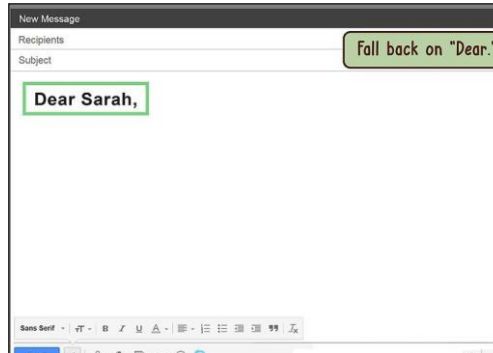 New Message
Recipients
Fall back on "Dear."
Subject
Dear Sarah,
Sans Serif
B I U A